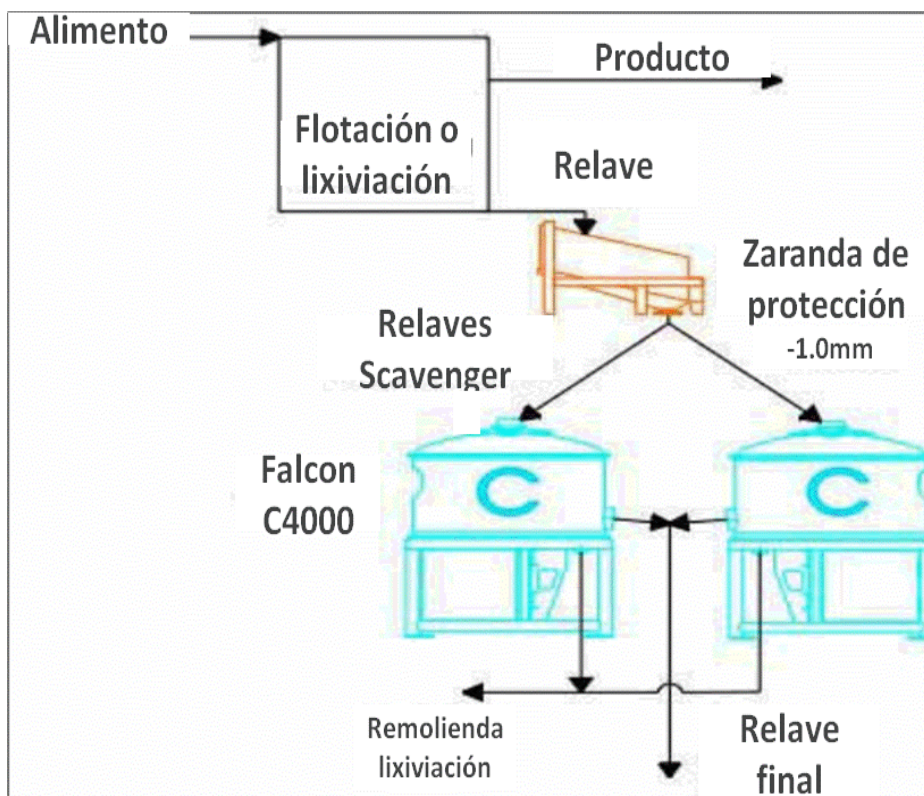 Alimento
Producto
Flotación o
lixiviación
Relave
Zaranda de
protección
-1.0mm
Relaves
Scavenger
Falcon
C4000
C
C
Remolienda
lixiviación
Relave
final